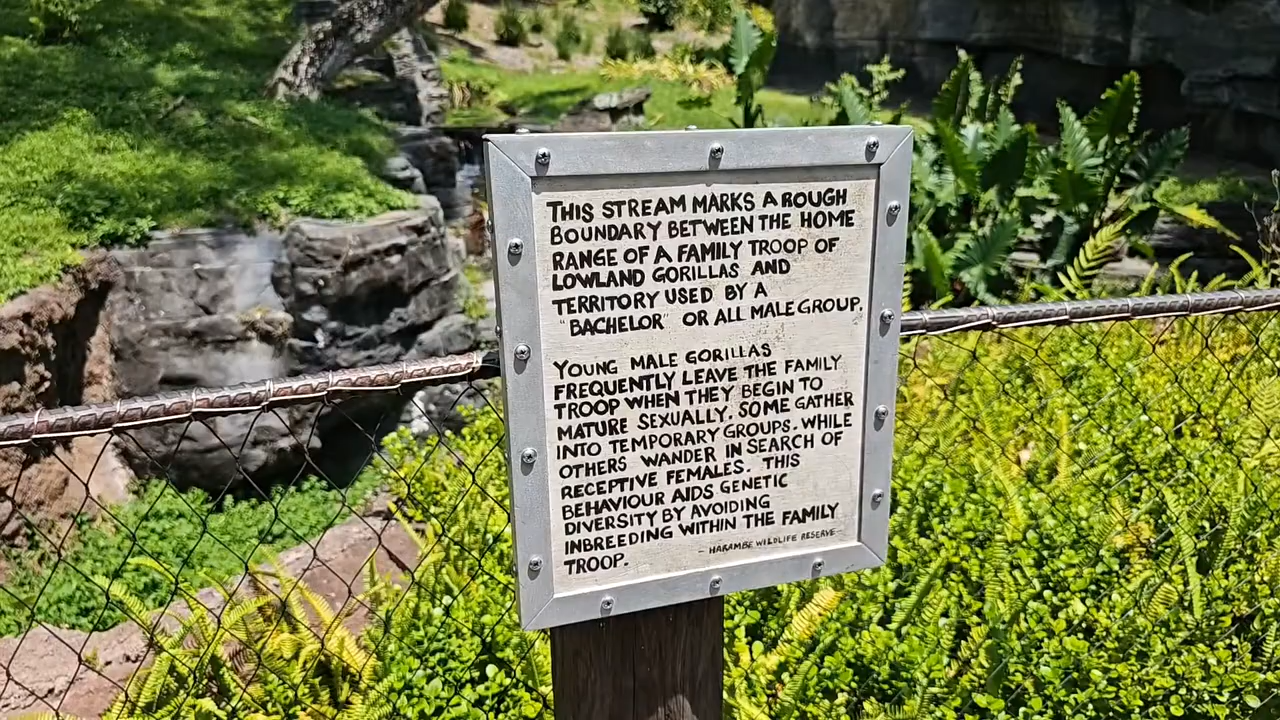 THIS STREAM MARKS A ROUGH
BOUNDARY BETWEEN THE HOME
RANGE OF A FAMILY TROOP OF
LOWLAND GORILLAS AND
TERRITORY USED BY A
"BACHELOR" OR ALL MALE GROUP.
YOUNG MALE GORILLAS
FREQUENTLY LEAVE THE FAMILY
TROOP WHEN THEY BEGIN TO
MATURE SEXUALLY. SOME GATHER
INTO TEMPORARY GROUPS. WHILE
OTHERS WANDER IN SEARCH OF
RECEPTIVE FEMALES. THIS
BEHAVIOUR AIDS GENETIC
DIVERSITY BY AVOIDING
INBREEDING WITHIN THE FAMILY
TROOP.
- HARAMBE WILDLIFE RESERVE -